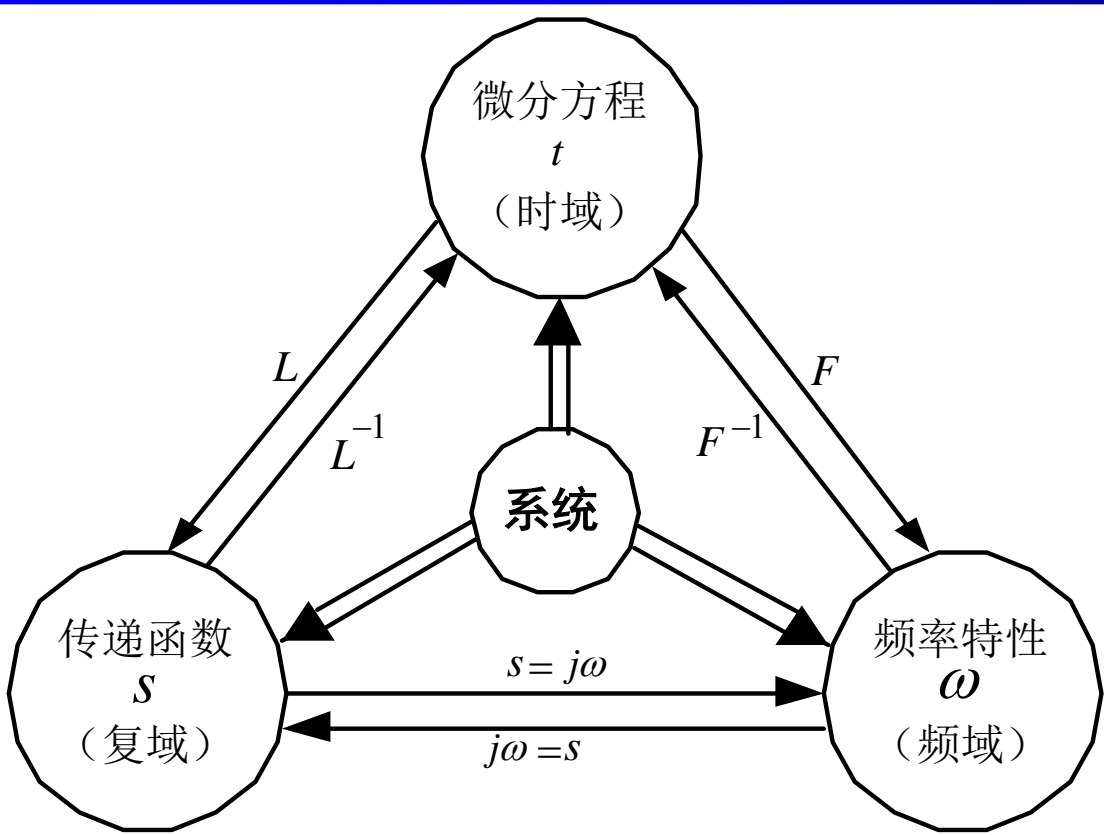 微分方程
t
（时域）
L
F
L⁻¹
F⁻¹
系统
传递函数
s
（复域）
s = jω
jω = s
频率特性
ω
（频域）